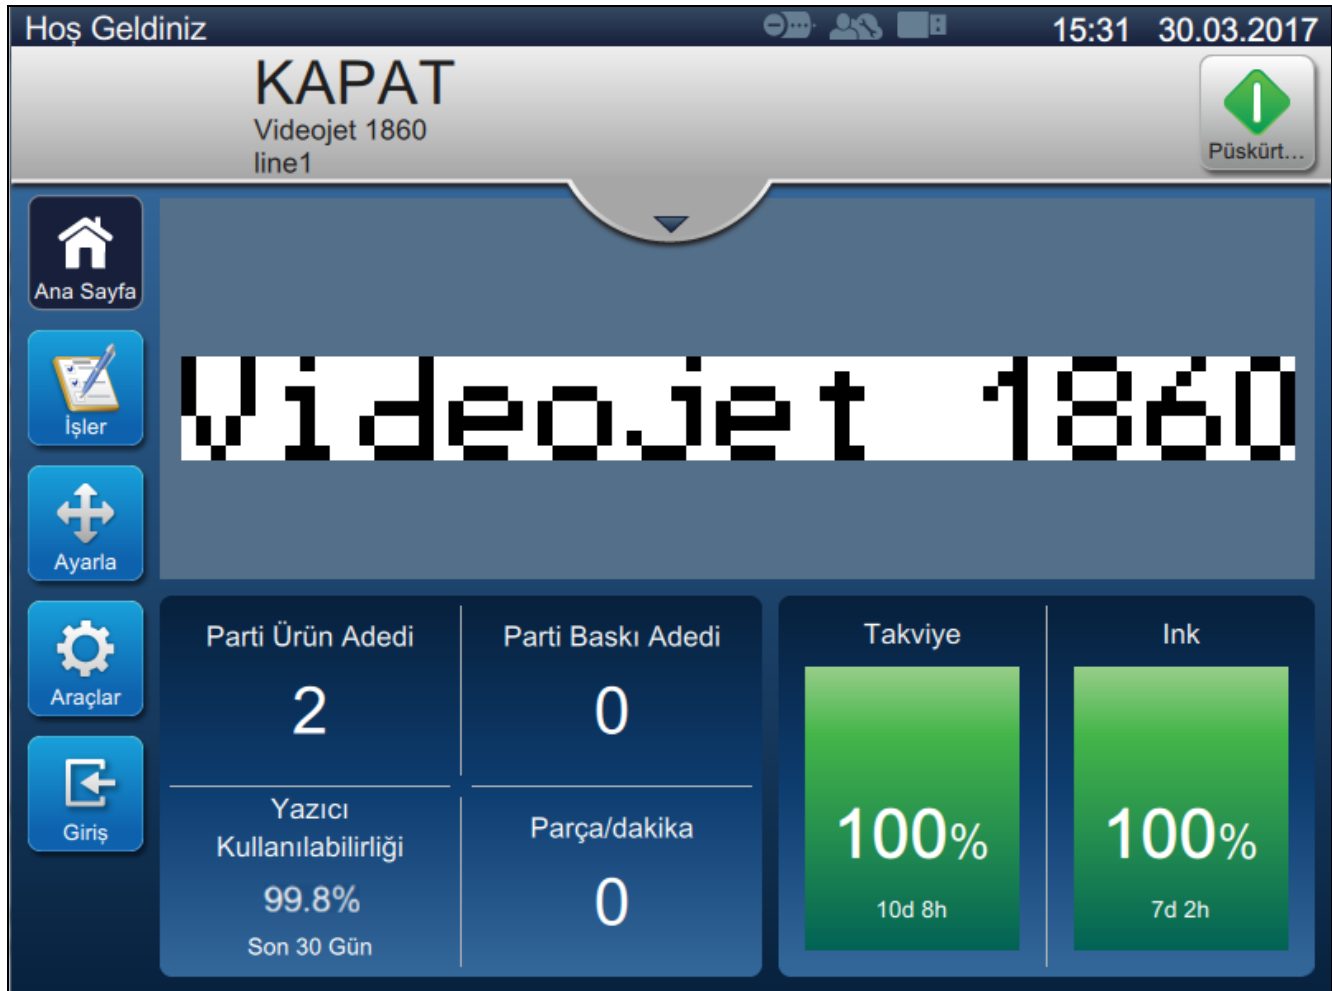 Hoş Geldiniz
15:31 30.03.2017
KAPAT
Videojet 1860
line1
Püskürt...
Ana Sayfa
İşler
Ayarla
Araçlar
Giriş
Videojet 1860
Parti Ürün Adedi
2
Parti Baskı Adedi
0
Yazıcı
Kullanılabilirliği
99.8%
Son 30 Gün
Parça/dakika
0
Takviye
100%
10d 8h
Ink
100%
7d 2h